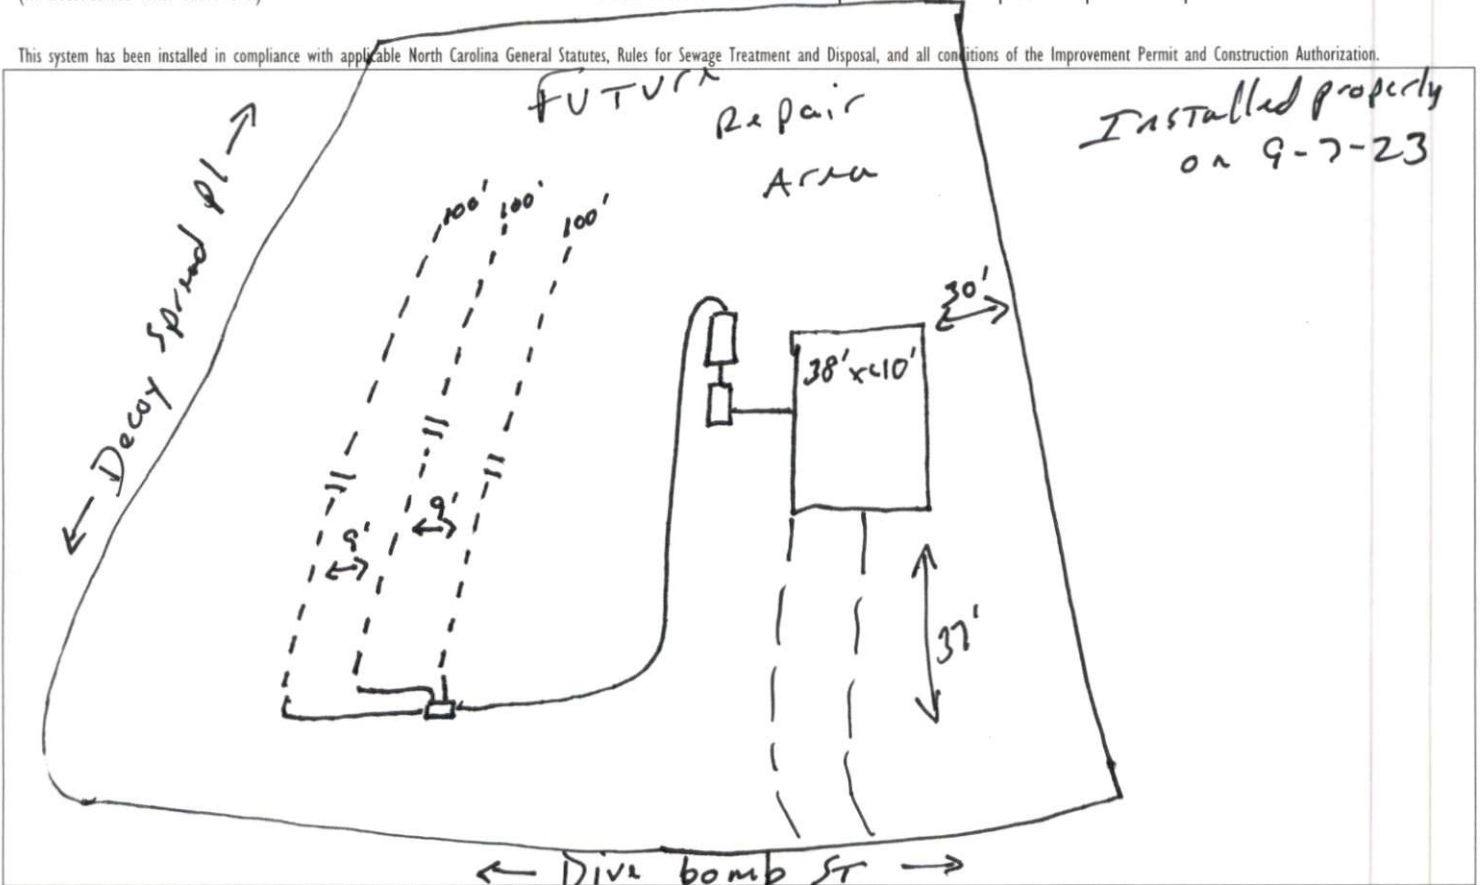 This system has been installed in compliance with applicable North Carolina General Statutes, Rules for Sewage Treatment and Disposal, and all conditions of the Improvement Permit and Construction Authorization.
Future
Repair
Area
Installed properly
on 9-7-23
100' 100' 100'
← Decoy Spread Pl →
30'
38'x40'
9'
9'
37'
← Dive bomb ST →